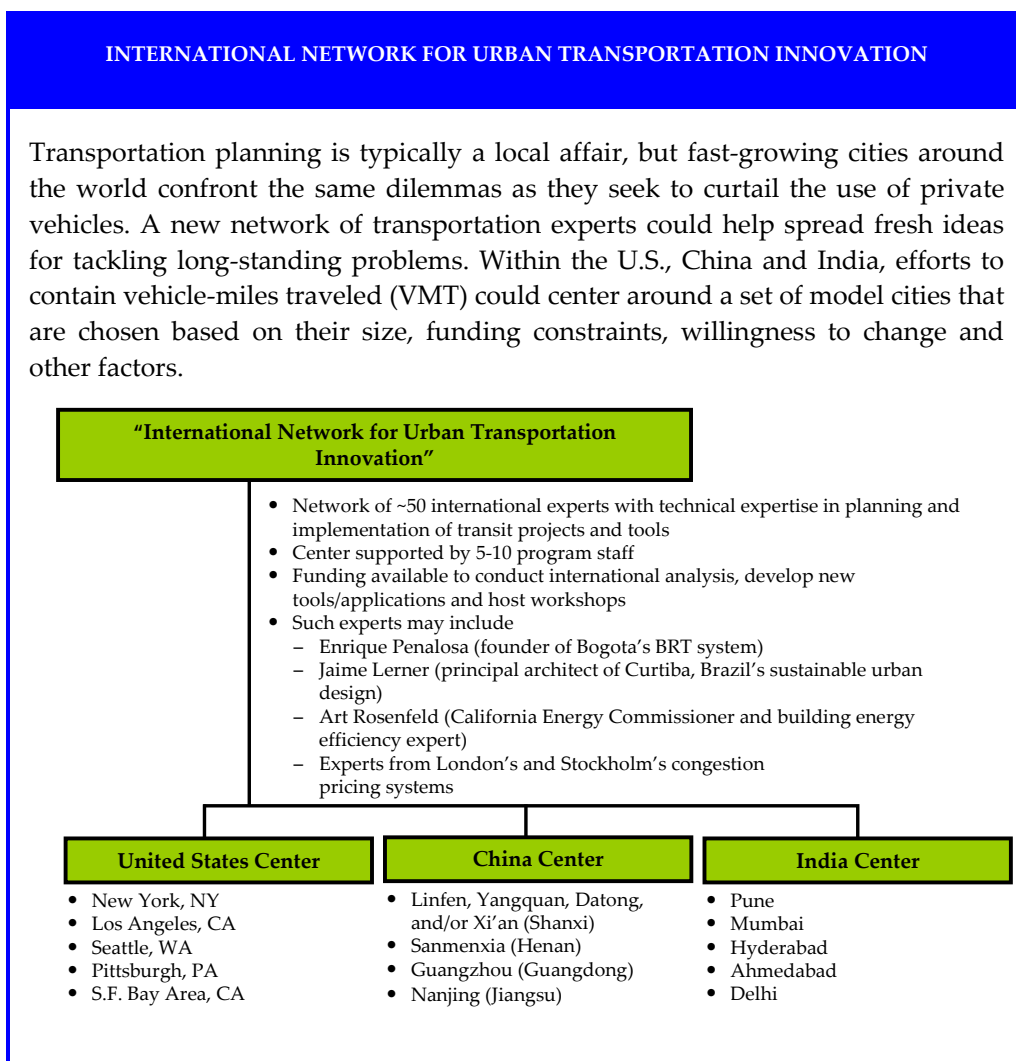 INTERNATIONAL NETWORK FOR URBAN TRANSPORTATION INNOVATION
Transportation planning is typically a local affair, but fast-growing cities around
the world confront the same dilemmas as they seek to curtail the use of private
vehicles. A new network of transportation experts could help spread fresh ideas
for tackling long-standing problems. Within the U.S., China and India, efforts to
contain vehicle-miles traveled (VMT) could center around a set of model cities that
are chosen based on their size, funding constraints, willingness to change and
other factors.
“International Network for Urban Transportation
Innovation”
• Network of ~50 international experts with technical expertise in planning and
implementation of transit projects and tools
• Center supported by 5-10 program staff
• Funding available to conduct international analysis, develop new
tools/applications and host workshops
• Such experts may include
– Enrique Penalosa (founder of Bogota’s BRT system)
– Jaime Lerner (principal architect of Curtiba, Brazil’s sustainable urban
design)
– Art Rosenfeld (California Energy Commissioner and building energy
efficiency expert)
– Experts from London’s and Stockholm’s congestion
pricing systems
United States Center
• New York, NY
• Los Angeles, CA
• Seattle, WA
• Pittsburgh, PA
• S.F. Bay Area, CA
China Center
• Linfen, Yangquan, Datong,
and/or Xi’an (Shanxi)
• Sanmenxia (Henan)
• Guangzhou (Guangdong)
• Nanjing (Jiangsu)
India Center
• Pune
• Mumbai
• Hyderabad
• Ahmedabad
• Delhi